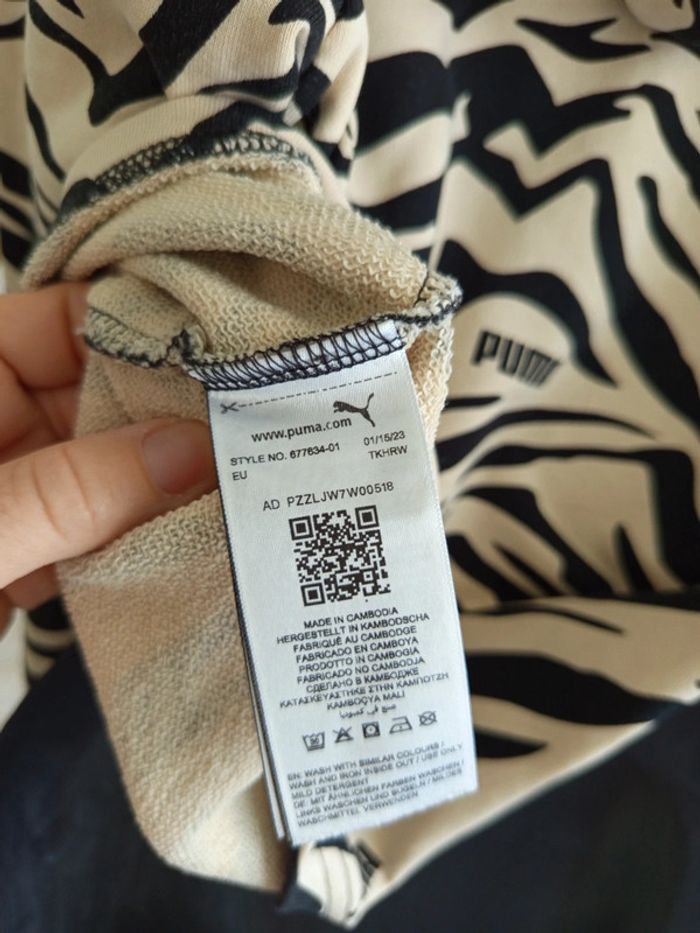 www.puma.com
STYLE NO. 677634-01 01/15/23
EU TKHRW
AD PZZLJW7W00518
MADE IN CAMBODIA
HERGESTELLT IN KAMBODSCHA
FABRIQUÉ AU CAMBODGE
FABRICADO EN CAMBOYA
PRODOTTO IN CAMBOGIA
FABRICADO NO CAMBODJA
СДЕЛАНО В КАМБОДЖЕ
ΚΑΤΑΣΚΕΥΑΣΤΗΚΕ ΣΤΗΝ ΚΑΜΠΟΤΖΗ
KAMBOÇYA MALI
صنع في كمبوديا
30
EN: WASH WITH SIMILAR COLOURS /
WASH AND IRON INSIDE OUT / USE ONLY
MILD DETERGENT
DE: MIT ÄHNLICHEN FARBEN WASCHEN /
LINKS WASCHEN UND BÜGELN / MILDES
WASCHMITTEL VERWENDEN
PUMA